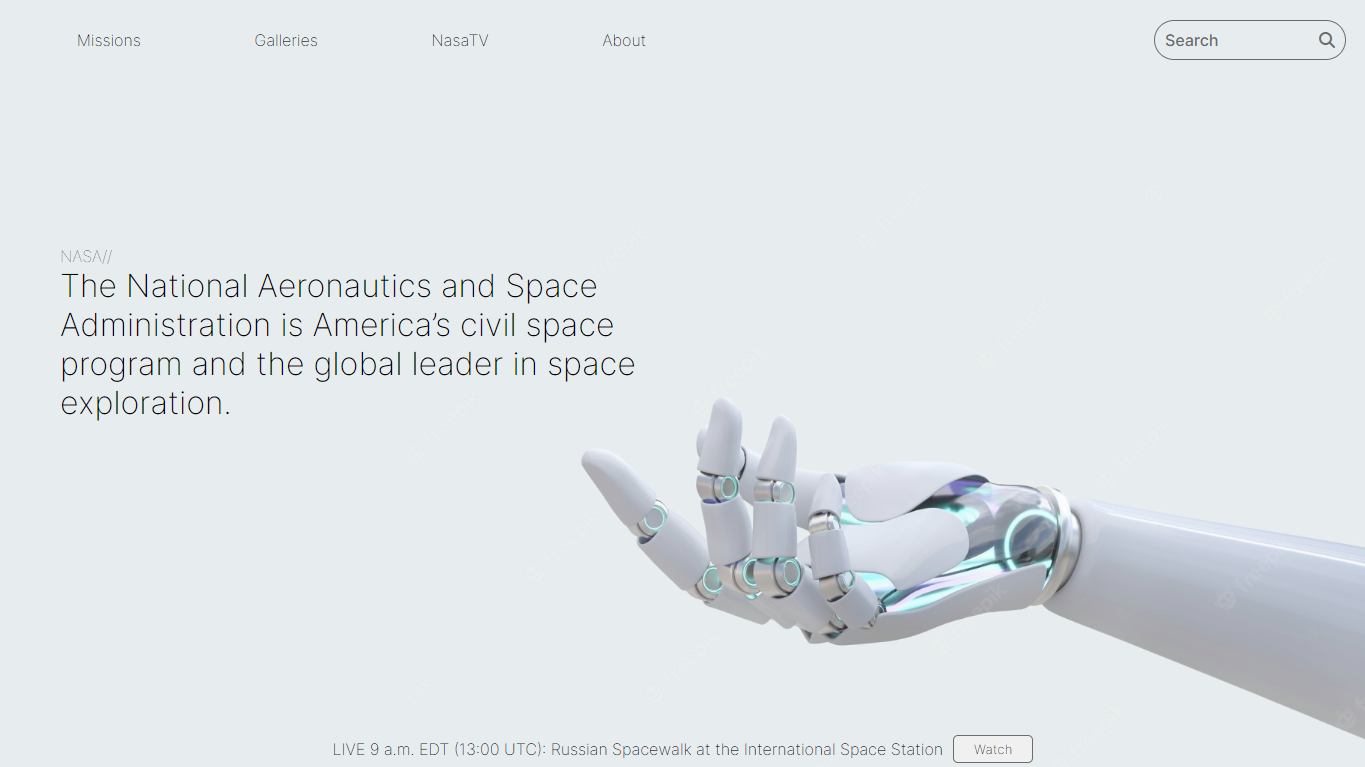 Missions
Galleries
NasaTV
About
Search
NASA//
The National Aeronautics and Space
Administration is America’s civil space
program and the global leader in space
exploration.
LIVE 9 a.m. EDT (13:00 UTC): Russian Spacewalk at the International Space Station
Watch